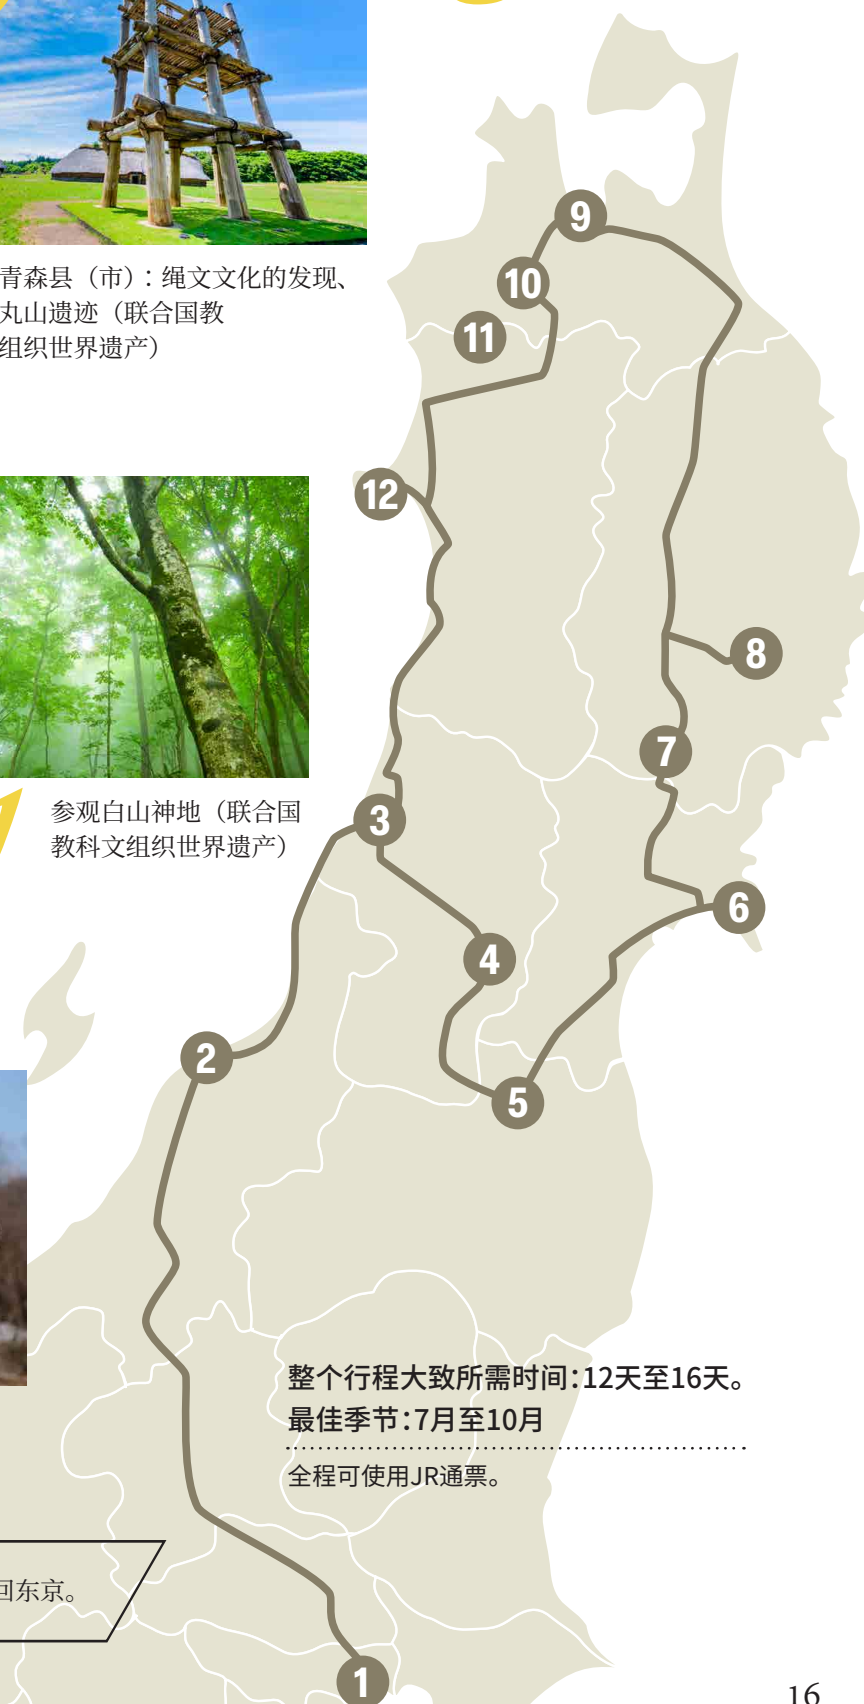 青森县（市）：绳文文化的发现、
丸山遗迹（联合国教
组织世界遗产）
9
10
11
12
8
7
参观白山神地（联合国
教科文组织世界遗产）
3
6
4
2
5
整个行程大致所需时间：12天至16天。
最佳季节：7月至10月
全程可使用JR通票。
回东京。
1
16